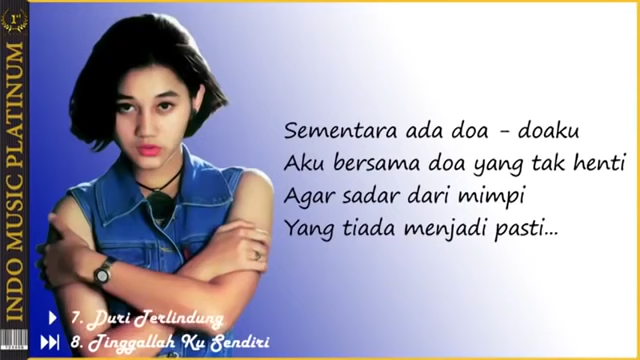 1st
INDO MUSIC PLATINUM
Sementara ada doa - doaku
Aku bersama doa yang tak henti
Agar sadar dari mimpi
Yang tiada menjadi pasti...
7. Duri Terlindung
8. Tinggallah Ku Sendiri